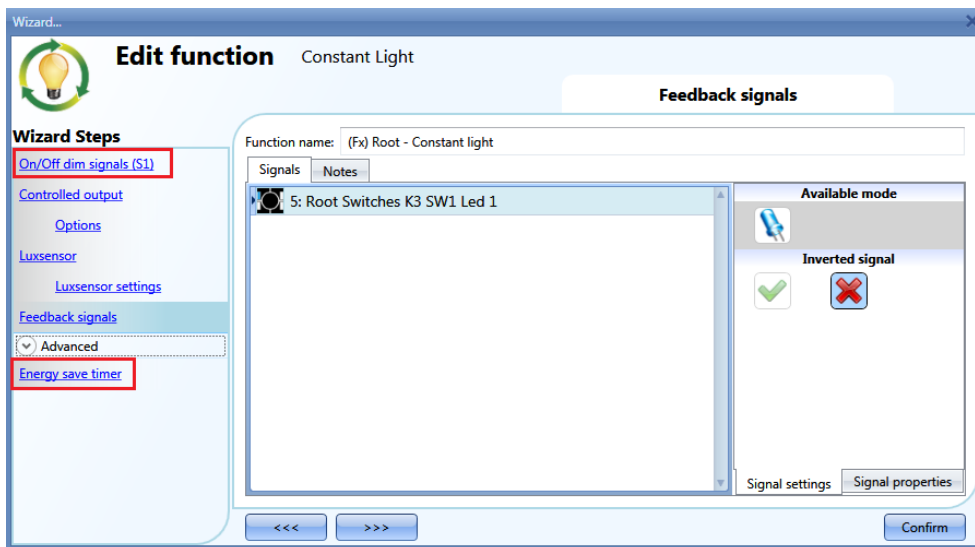 Wizard...
Edit function Constant Light
Feedback signals
Wizard Steps
On/Off dim signals (S1)
Controlled output
Options
Luxsensor
Luxsensor settings
Feedback signals
Advanced
Energy save timer
Function name: (Fx) Root - Constant light
Signals Notes
5: Root Switches K3 SW1 Led 1
Available mode
Inverted signal
Signal settings Signal properties
<<< >>> Confirm